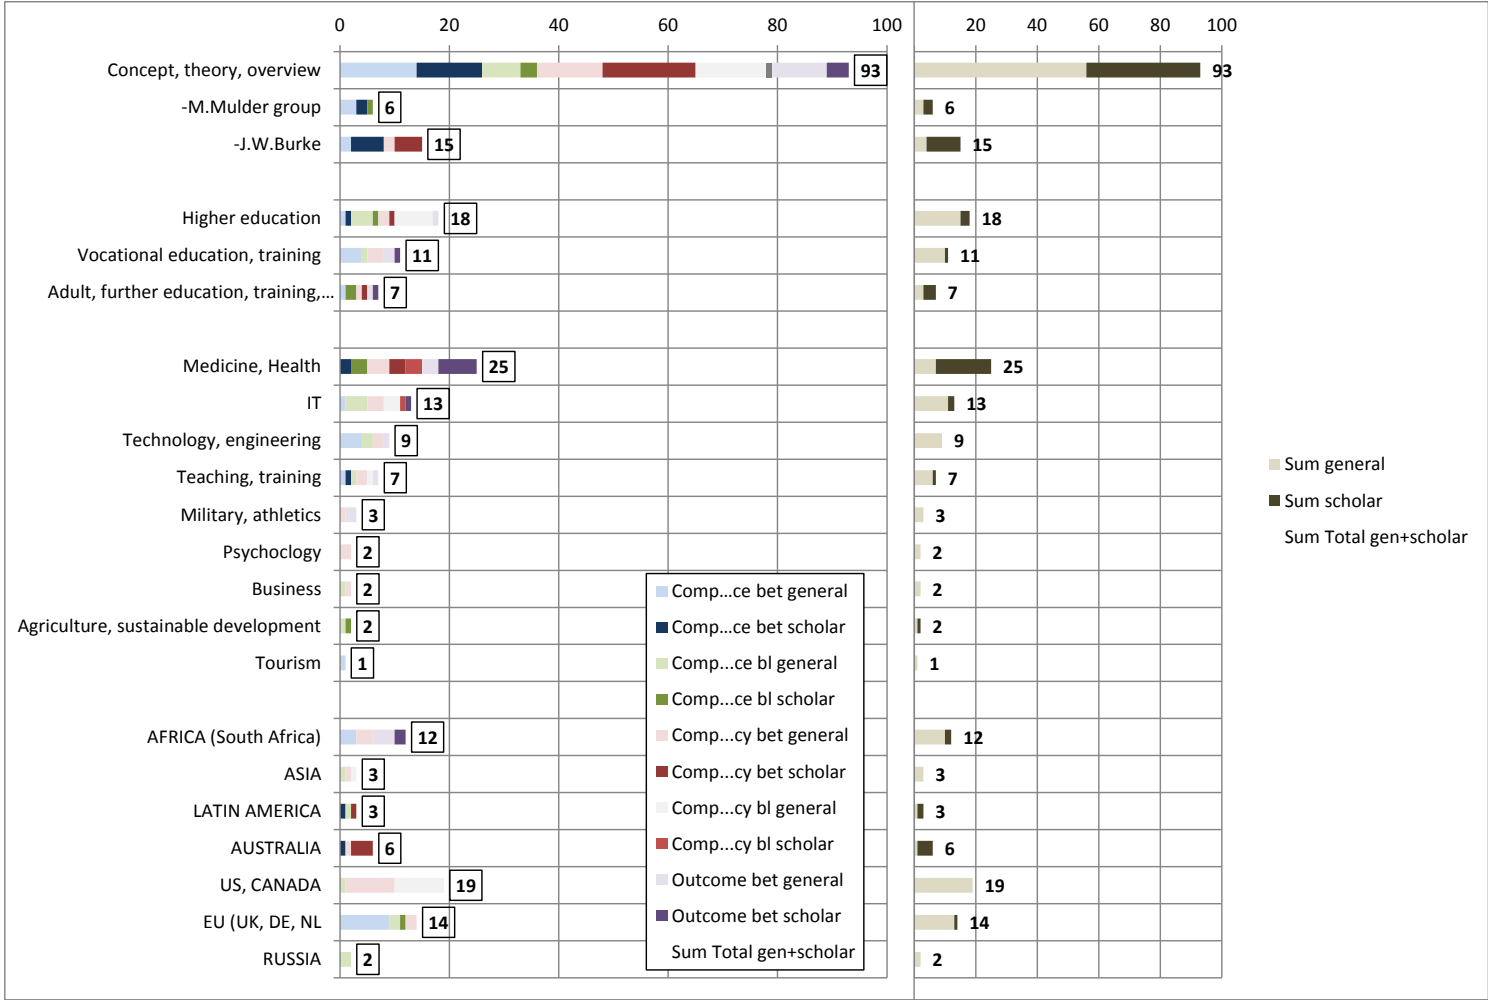 0 20 40 60 80 100 0 20 40 60 80 100
Concept, theory, overview 93 93
-M.Mulder group 6 6
-J.W.Burke 15 15
Higher education 18 18
Vocational education, training 11 11
Adult, further education, training,... 7 7
Medicine, Health 25 25
IT 13 13
Technology, engineering 9 9
Teaching, training 7 7
Military, athletics 3 3
Psychoclogy 2 2
Business 2 2
Agriculture, sustainable development 2 2
Tourism 1 1
AFRICA (South Africa) 12 12
ASIA 3 3
LATIN AMERICA 3 3
AUSTRALIA 6 6
US, CANADA 19 19
EU (UK, DE, NL 14 14
RUSSIA 2 2
Comp...ce bet general
Comp...ce bet scholar
Comp...ce bl general
Comp...ce bl scholar
Comp...cy bet general
Comp...cy bet scholar
Comp...cy bl general
Comp...cy bl scholar
Outcome bet general
Outcome bet scholar
Sum Total gen+scholar
Sum general
Sum scholar
Sum Total gen+scholar